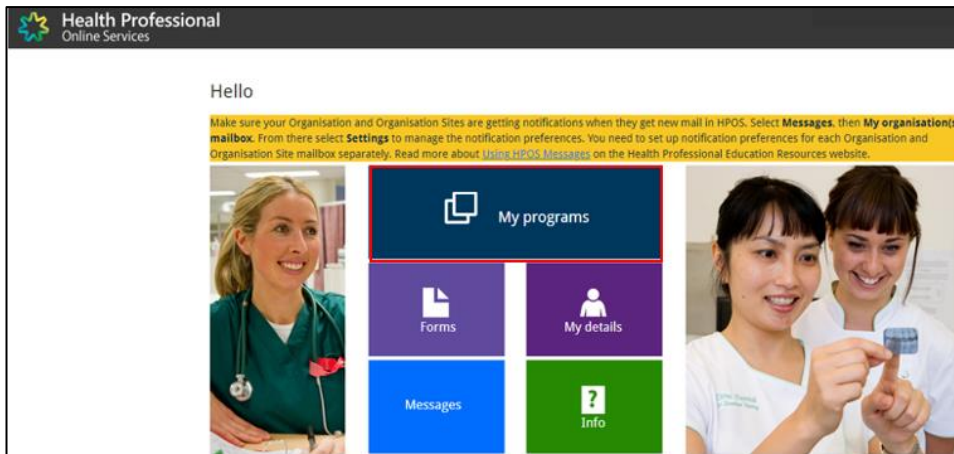 Health Professional
Online Services
Hello
Make sure your Organisation and Organisation Sites are getting notifications when they get new mail in HPOS. Select Messages, then My organisation(s
mailbox. From there select Settings to manage the notification preferences. You need to set up notification preferences for each Organisation and
Organisation Site mailbox separately. Read more about Using HPOS Messages on the Health Professional Education Resources website.
My programs
Forms
My details
Messages
?
Info